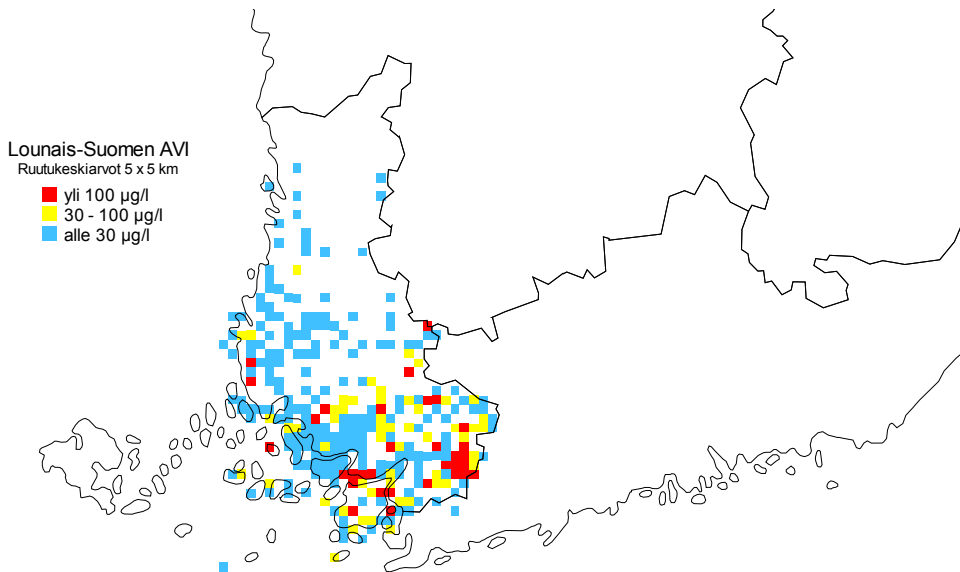 Lounais-Suomen AVI
Ruutukeskiarvot 5 x 5 km
yli 100 µg/l
30 - 100 µg/l
alle 30 µg/l